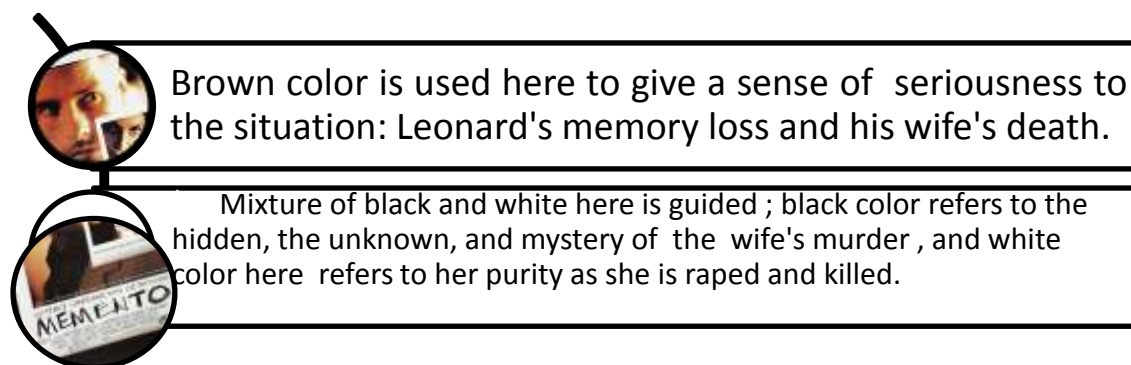 Brown color is used here to give a sense of seriousness to
the situation: Leonard's memory loss and his wife's death.
Mixture of black and white here is guided ; black color refers to the
hidden, the unknown, and mystery of the wife's murder , and white
color here refers to her purity as she is raped and killed.
MEMENTO